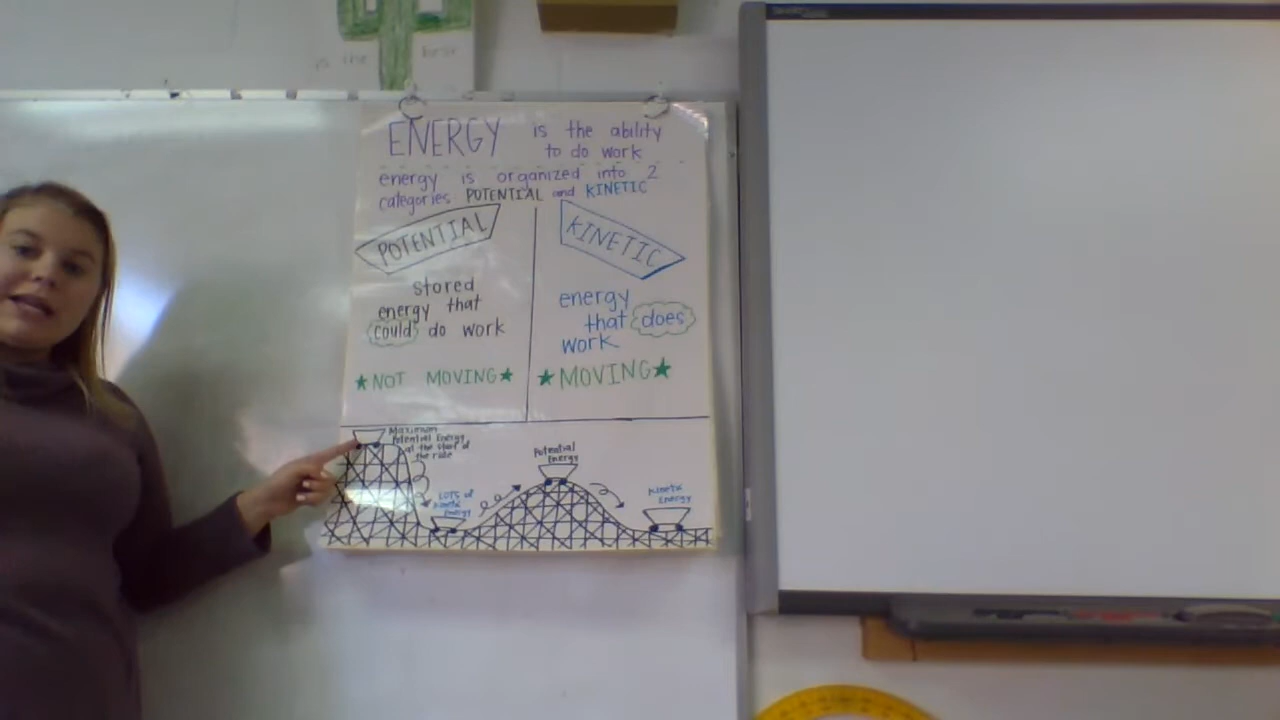 is the
ENERGY is the ability
to do work
energy is organized into 2
categories POTENTIAL and KINETIC
POTENTIAL
stored
energy that
could do work
★NOT MOVING★
KINETIC
energy
that does
work
★MOVING★
Maximum
Potential Energy
at the start of
the ride
LOTS of
Kinetic
Energy
Potential
Energy
Kinetic
Energy